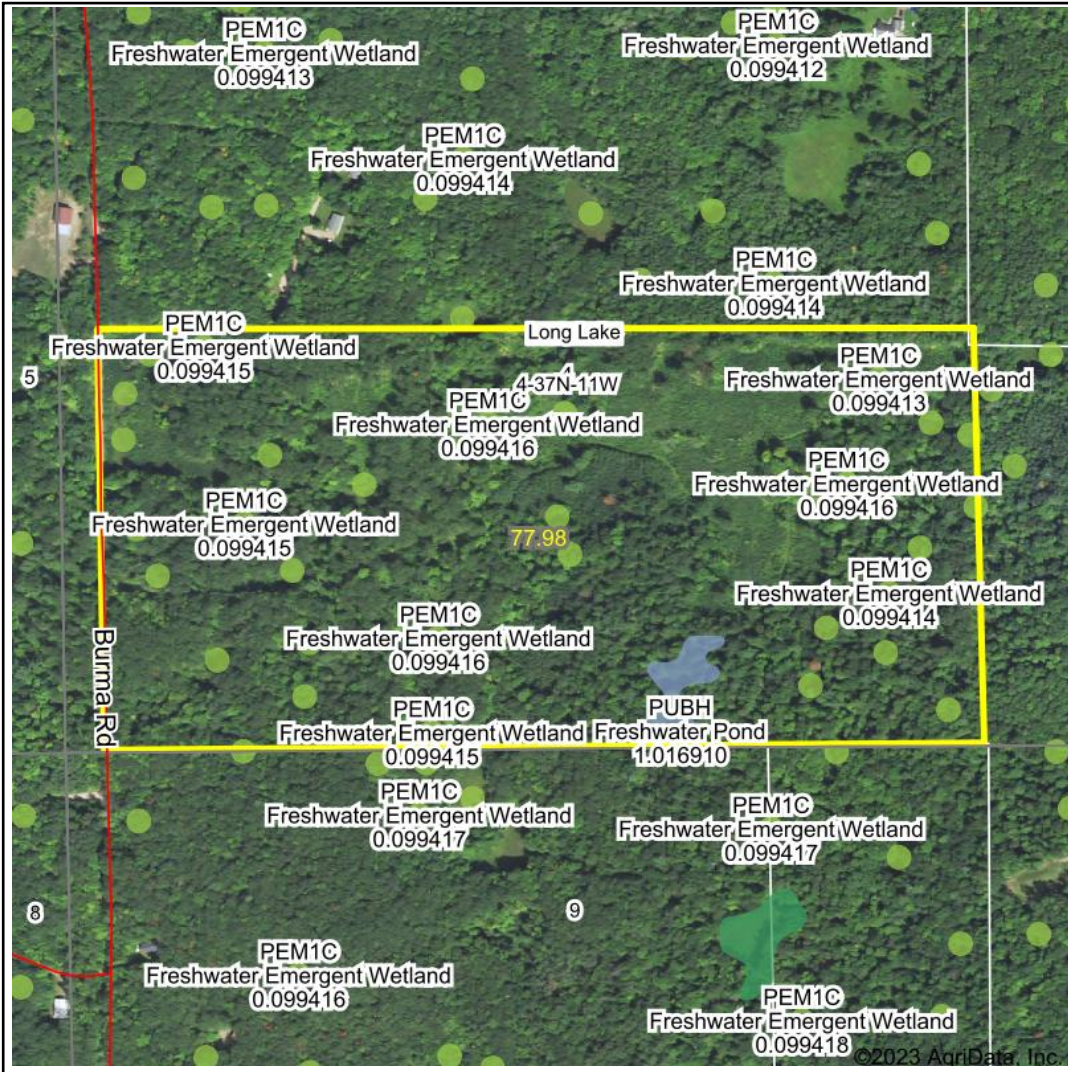 PEM1C
Freshwater Emergent Wetland
0.099413
PEM1C
Freshwater Emergent Wetland
0.099412
PEM1C
Freshwater Emergent Wetland
0.099414
PEM1C
Freshwater Emergent Wetland
0.099414
PEM1C
Freshwater Emergent Wetland
0.099415
Long Lake
5
4
4-37N-11W
PEM1C
Freshwater Emergent Wetland
0.099413
PEM1C
Freshwater Emergent Wetland
0.099416
PEM1C
Freshwater Emergent Wetland
0.099416
PEM1C
Freshwater Emergent Wetland
0.099415
77.98
PEM1C
Freshwater Emergent Wetland
0.099414
PEM1C
Freshwater Emergent Wetland
0.099416
Burma Rd
PEM1C
Freshwater Emergent Wetland
0.099415
PUBH
Freshwater Pond
1.016910
PEM1C
Freshwater Emergent Wetland
0.099417
PEM1C
Freshwater Emergent Wetland
0.099417
8
9
PEM1C
Freshwater Emergent Wetland
0.099416
PEM1C
Freshwater Emergent Wetland
0.099418
©2023 AgriData, Inc.